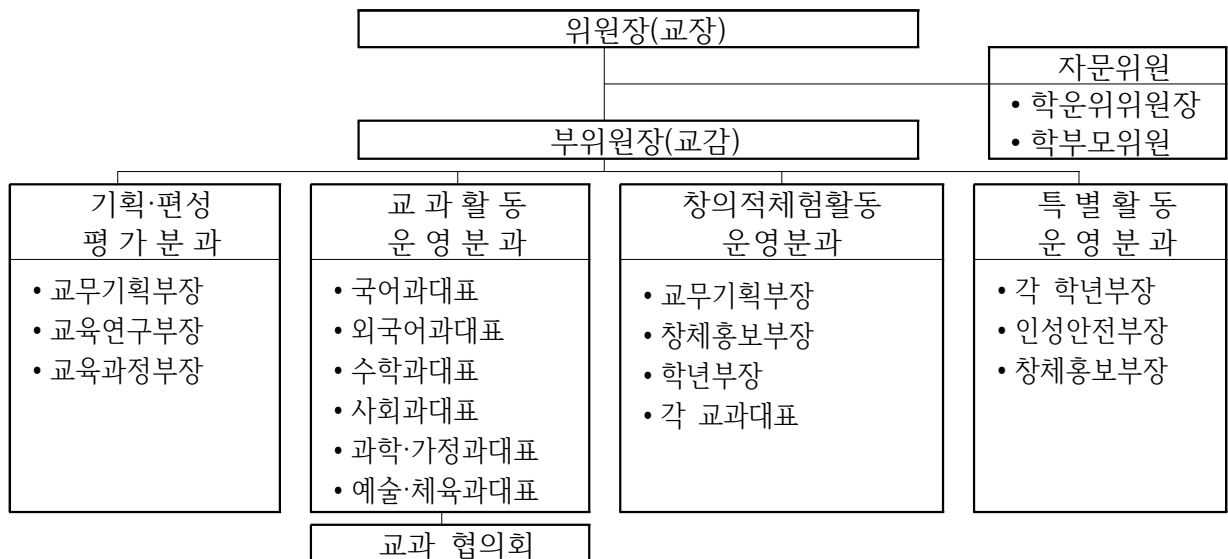 위원장(교장)
자문위원
• 학운위위원장
• 학부모위원
부위원장(교감)
기획·편성
평 가 분 과
• 교무기획부장
• 교육연구부장
• 교육과정부장
교 과 활 동
운 영 분 과
• 국어과대표
• 외국어과대표
• 수학과대표
• 사회과대표
• 과학·가정과대표
• 예술·체육과대표
교과 협의회
창의적체험활동
운영분과
• 교무기획부장
• 창체홍보부장
• 학년부장
• 각 교과대표
특 별 활 동
운 영 분 과
• 각 학년부장
• 인성안전부장
• 창체홍보부장